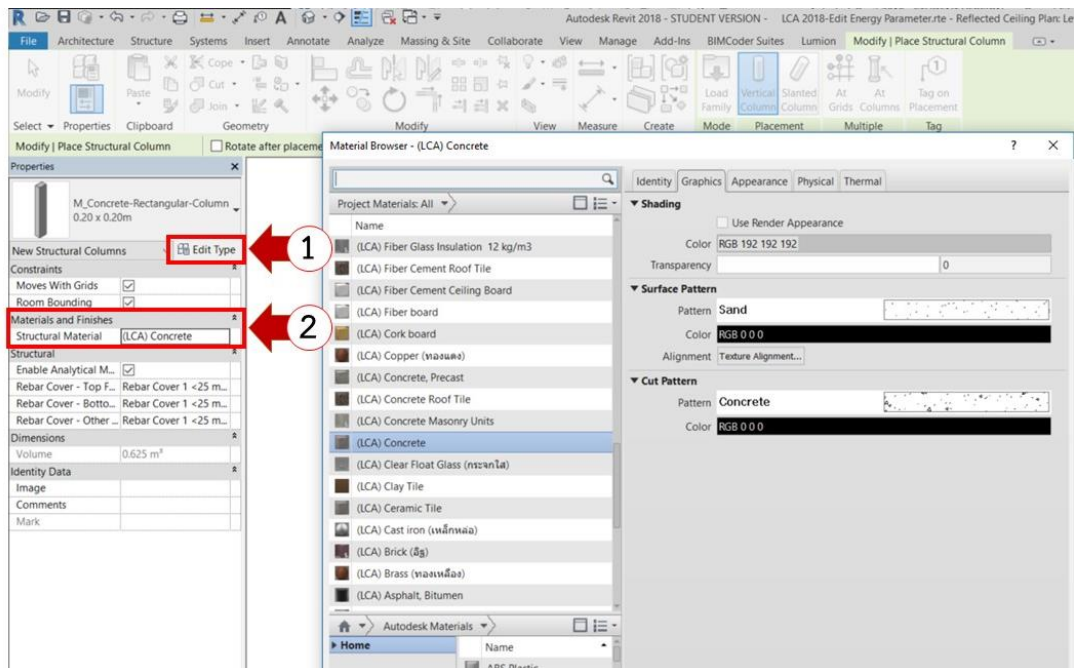 Autodesk Revit 2018 - STUDENT VERSION - LCA 2018-Edit Energy Parameter.rte - Reflected Ceiling Plan: Le
File Architecture Structure Systems Insert Annotate Analyze Massing & Site Collaborate View Manage Add-Ins BIMCoder Suites Lumion Modify | Place Structural Column
Modify
Paste
Cope
Cut
Join
Load Family
Vertical Column
Slanted Column
At Grids
At Columns
Tag on Placement
Select Properties Clipboard Geometry Modify View Measure Create Mode Placement Multiple Tag
Modify | Place Structural Column Rotate after placeme
Properties
M_Concrete-Rectangular-Column
0.20 x 0.20m
New Structural Columns Edit Type
1
Constraints
Moves With Grids
Room Bounding
Materials and Finishes
Structural Material (LCA) Concrete
2
Structural
Enable Analytical M...
Rebar Cover - Top F... Rebar Cover 1 <25 m...
Rebar Cover - Botto... Rebar Cover 1 <25 m...
Rebar Cover - Other ... Rebar Cover 1 <25 m...
Dimensions
Volume 0.625 m³
Identity Data
Image
Comments
Mark
Material Browser - (LCA) Concrete ?
Project Materials: All
Name
(LCA) Fiber Glass Insulation 12 kg/m3
(LCA) Fiber Cement Roof Tile
(LCA) Fiber Cement Ceiling Board
(LCA) Fiber board
(LCA) Cork board
(LCA) Copper (ทองแดง)
(LCA) Concrete, Precast
(LCA) Concrete Roof Tile
(LCA) Concrete Masonry Units
(LCA) Concrete
(LCA) Clear Float Glass (กระจกใส)
(LCA) Clay Tile
(LCA) Ceramic Tile
(LCA) Cast iron (เหล็กหล่อ)
(LCA) Brick (อิฐ)
(LCA) Brass (ทองเหลือง)
(LCA) Asphalt, Bitumen
Autodesk Materials
Home
Name
ABS Plastic
Identity Graphics Appearance Physical Thermal
Shading
Use Render Appearance
Color RGB 192 192 192
Transparency 0
Surface Pattern
Pattern Sand
Color RGB 0 0 0
Alignment Texture Alignment...
Cut Pattern
Pattern Concrete
Color RGB 0 0 0